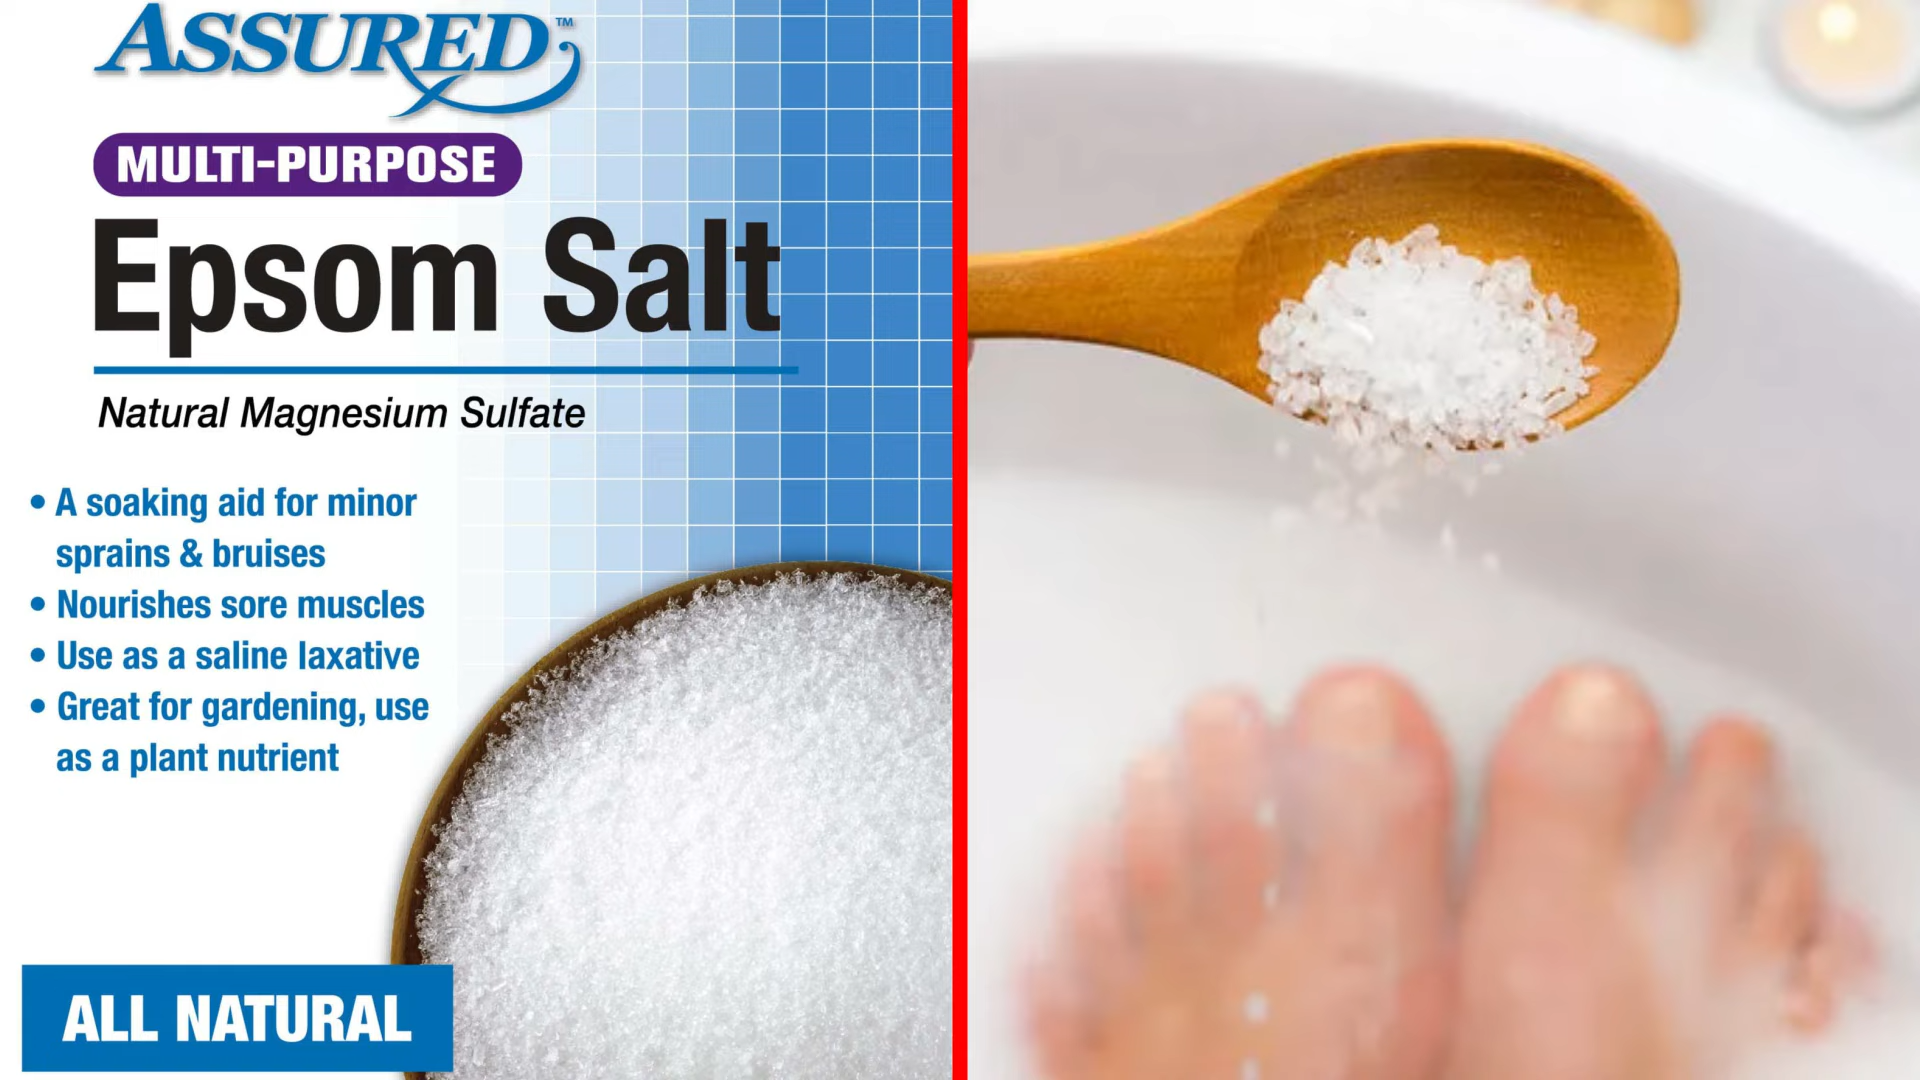 ASSURED™
MULTI-PURPOSE
Epsom Salt
Natural Magnesium Sulfate
• A soaking aid for minor
sprains & bruises
• Nourishes sore muscles
• Use as a saline laxative
• Great for gardening, use
as a plant nutrient
ALL NATURAL